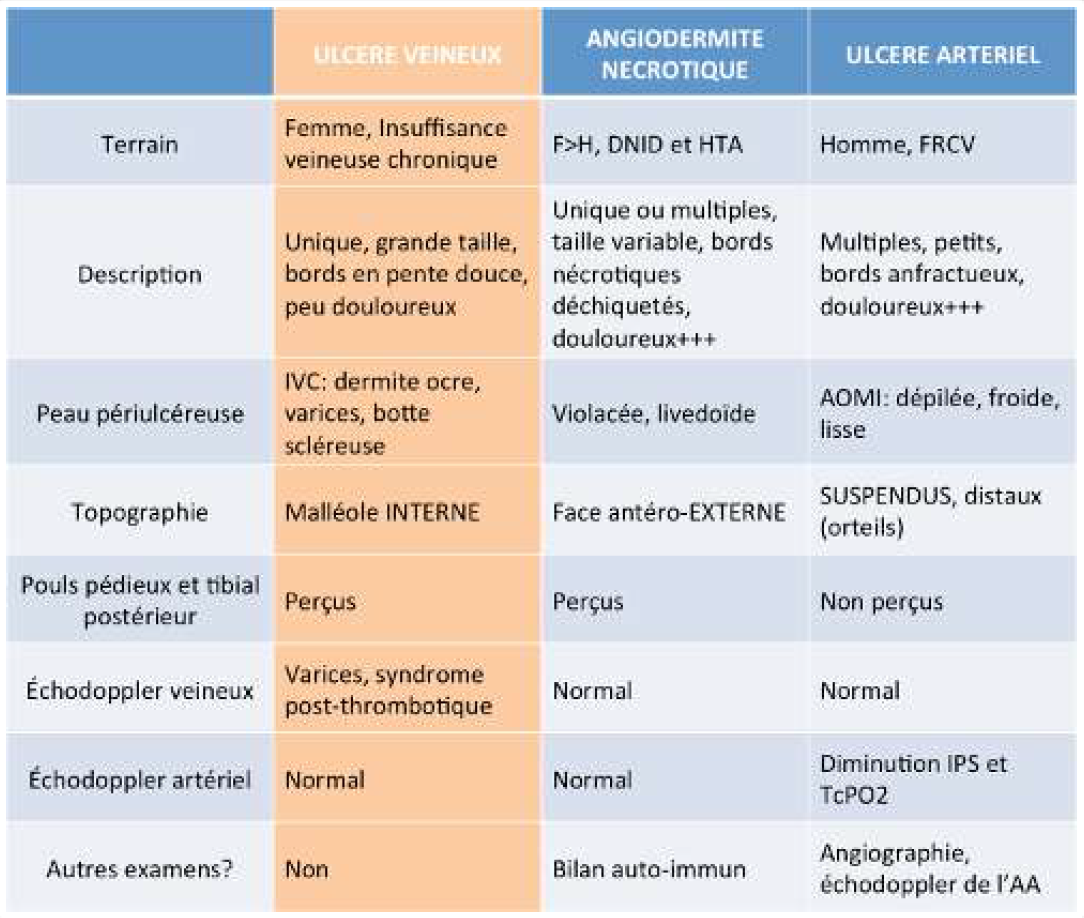 ULCERE VEINEUX
ANGIODERMITE
NECROTIQUE
ULCERE ARTERIEL
Terrain
Femme, Insuffisance
veineuse chronique
F>H, DNID et HTA
Homme, FRCV
Description
Unique, grande taille,
bords en pente douce,
peu douloureux
Unique ou multiples,
taille variable, bords
nécrotiques
déchiquetés,
douloureux+++
Multiples, petits,
bords anfractueux,
douloureux+++
Peau périulcéreuse
IVC: dermite ocre,
varices, botte
scléreuse
Violacée, livedoïde
AOMI: dépilée, froide,
lisse
Topographie
Malléole INTERNE
Face antéro-EXTERNE
SUSPENDUS, distaux
(orteils)
Pouls pédieux et tibial
postérieur
Perçus
Perçus
Non perçus
Échodoppler veineux
Varices, syndrome
post-thrombotique
Normal
Normal
Échodoppler artériel
Normal
Normal
Diminution IPS et
TcPO2
Autres examens?
Non
Bilan auto-immun
Angiographie,
échodoppler de l'AA